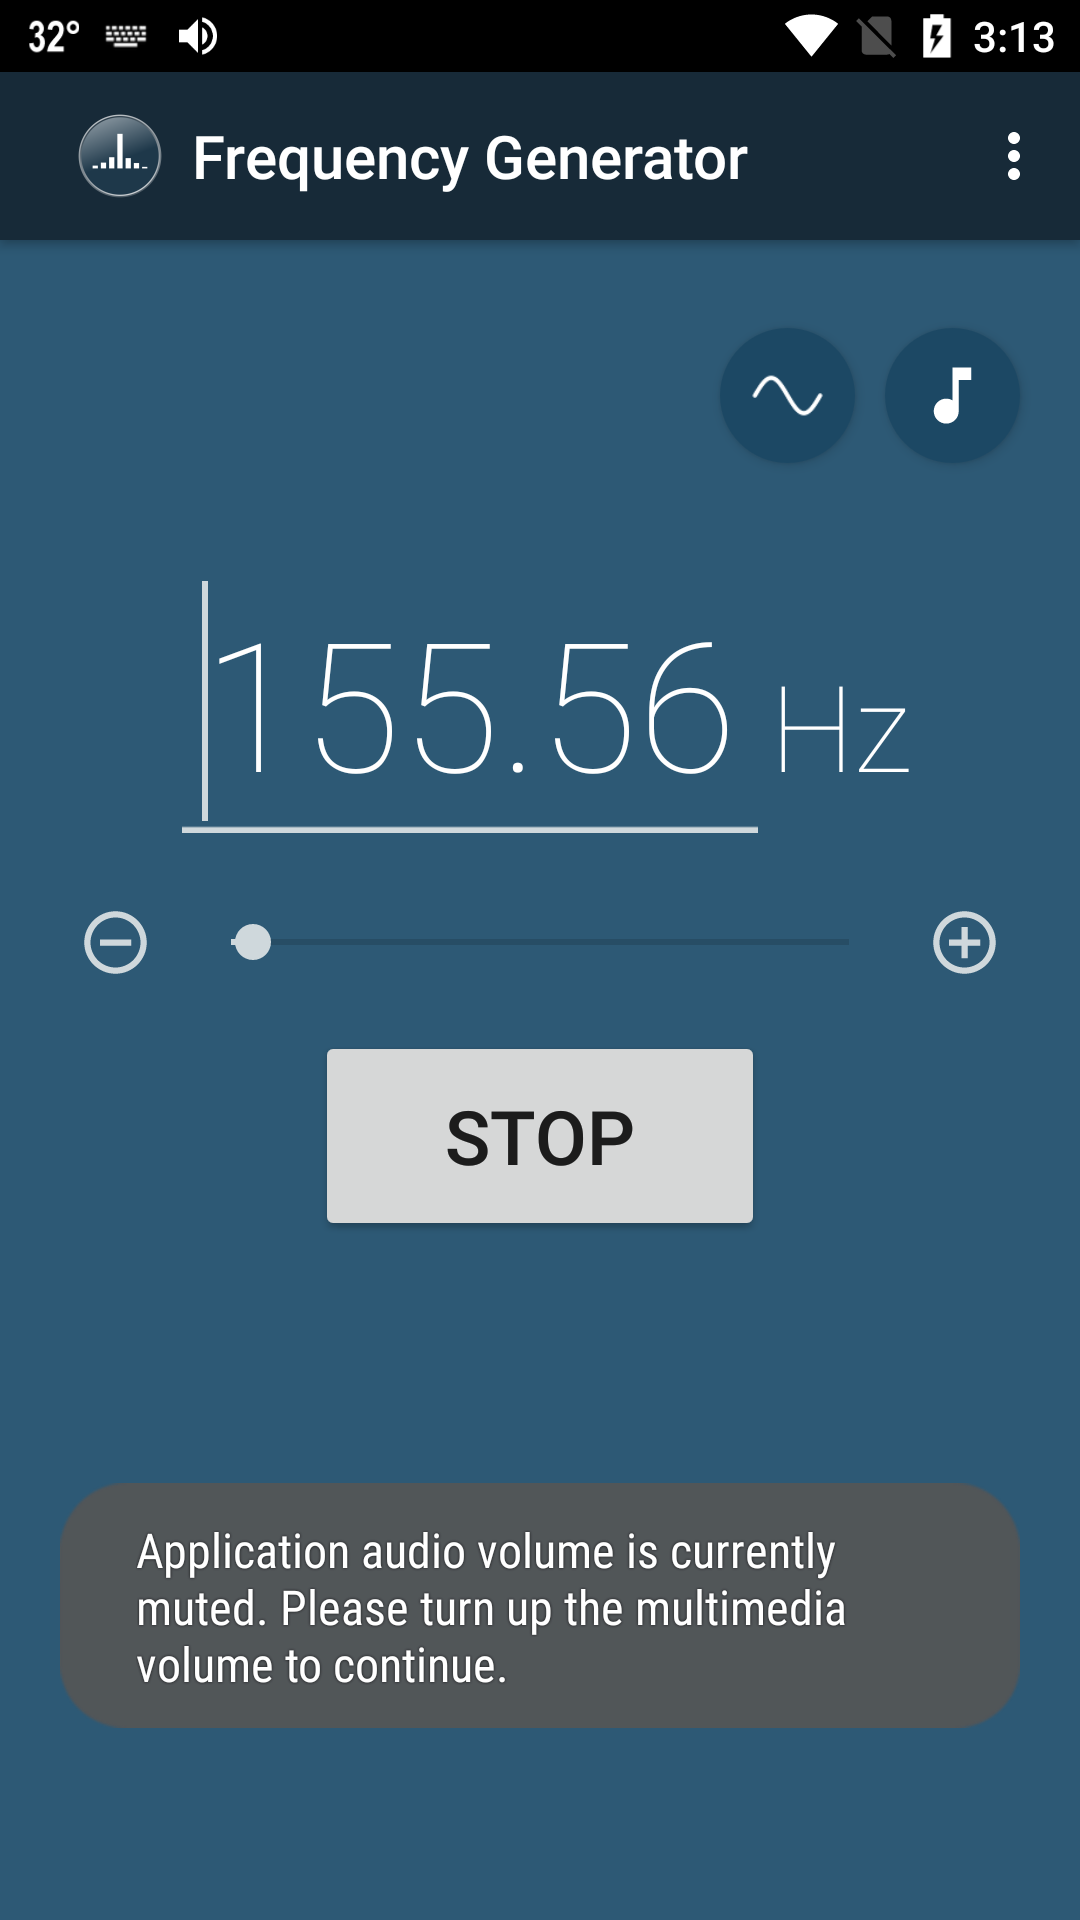 32° 3:13
Frequency Generator
155.56 Hz
STOP
Application audio volume is currently
muted. Please turn up the multimedia
volume to continue.